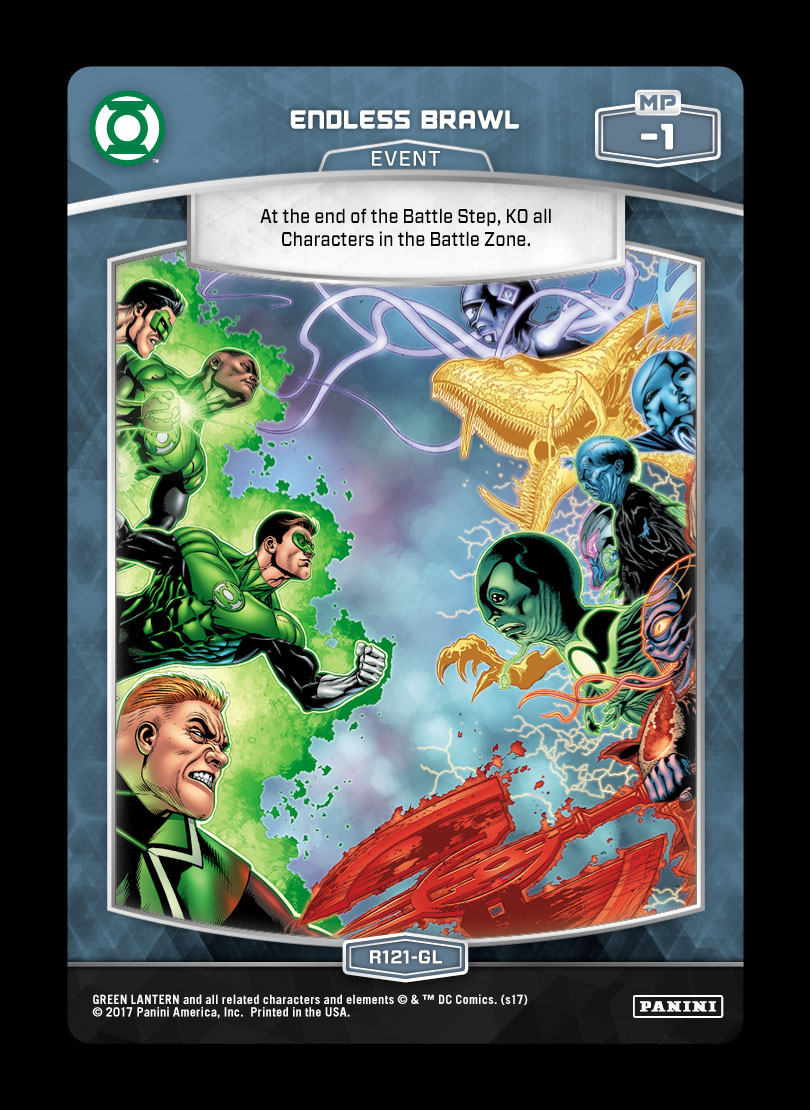 ENDLESS BRAWL
MP
-1
EVENT
At the end of the Battle Step, KO all
Characters in the Battle Zone.
R121-GL
GREEN LANTERN and all related characters and elements © & ™ DC Comics. (s17)
© 2017 Panini America, Inc. Printed in the USA.
PANINI